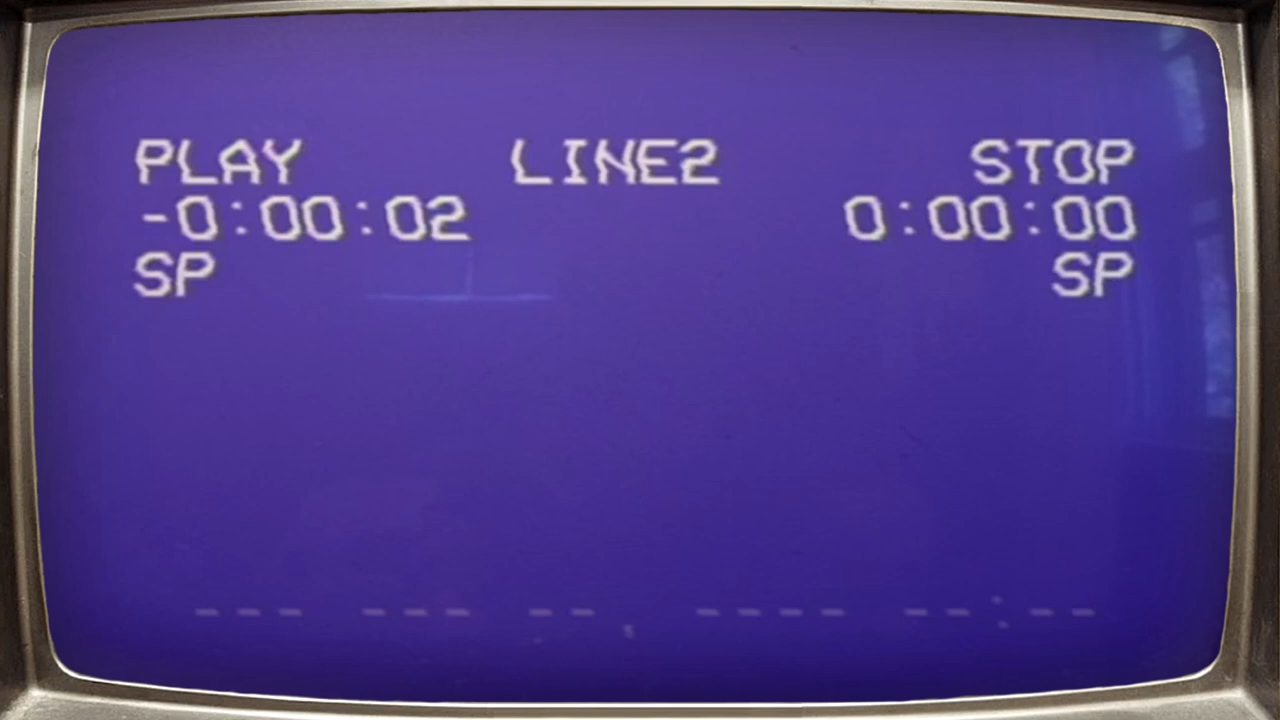 PLAY LINE2 STOP
-0:00:02 0:00:00
SP SP
--- --- --, ---- --:--